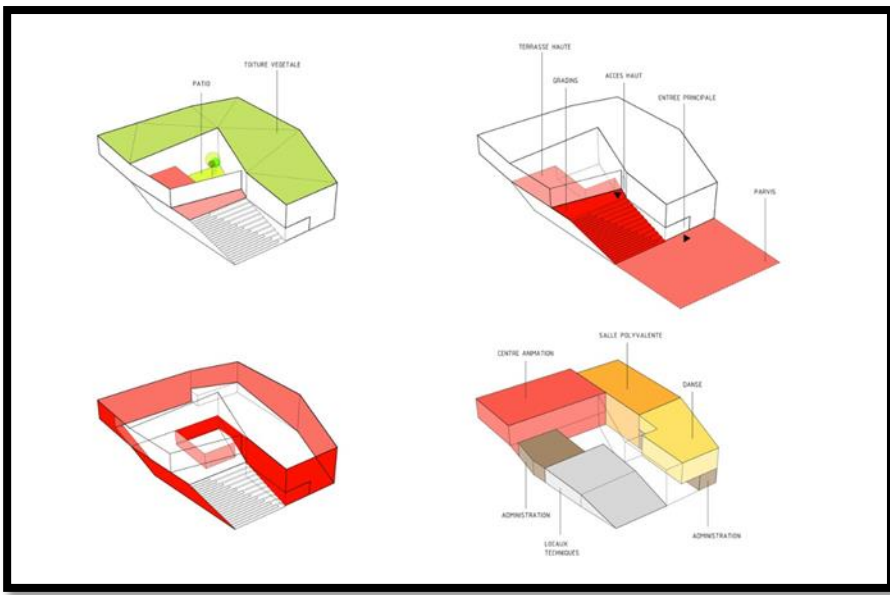 TOITURE VEGETALE
PATIO
TERRASSE HAUTE
GRADINS
ACCES HAUT
ENTREE PRINCIPALE
PARVIS
SALLE POLYVALENTE
CENTRE ANIMATION
DANSE
ADMINISTRATION
LOCAUX
TECHNIQUES
ADMINISTRATION